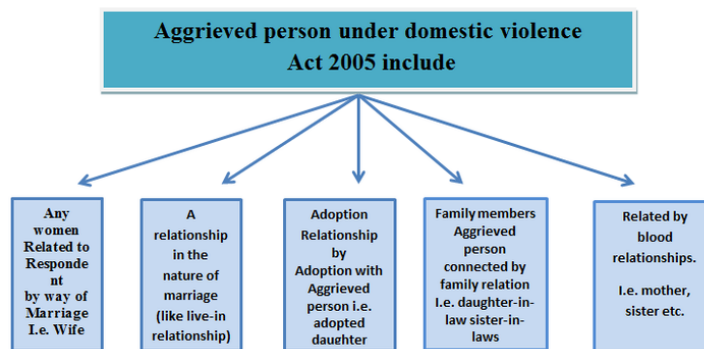 Aggrieved person under domestic violence
Act 2005 include
Any
women
Related to
Responde
nt
by way of
Marriage
I.e. Wife
A
relationship
in the
nature of
marriage
(like live-in
relationship)
Adoption
Relationship
by
Adoption with
Aggrieved
person i.e.
adopted
daughter
Family members
Aggrieved
person
connected by
family relation
I.e. daughter-in-
law sister-in-
laws
Related by
blood
relationships.
I.e. mother,
sister etc.